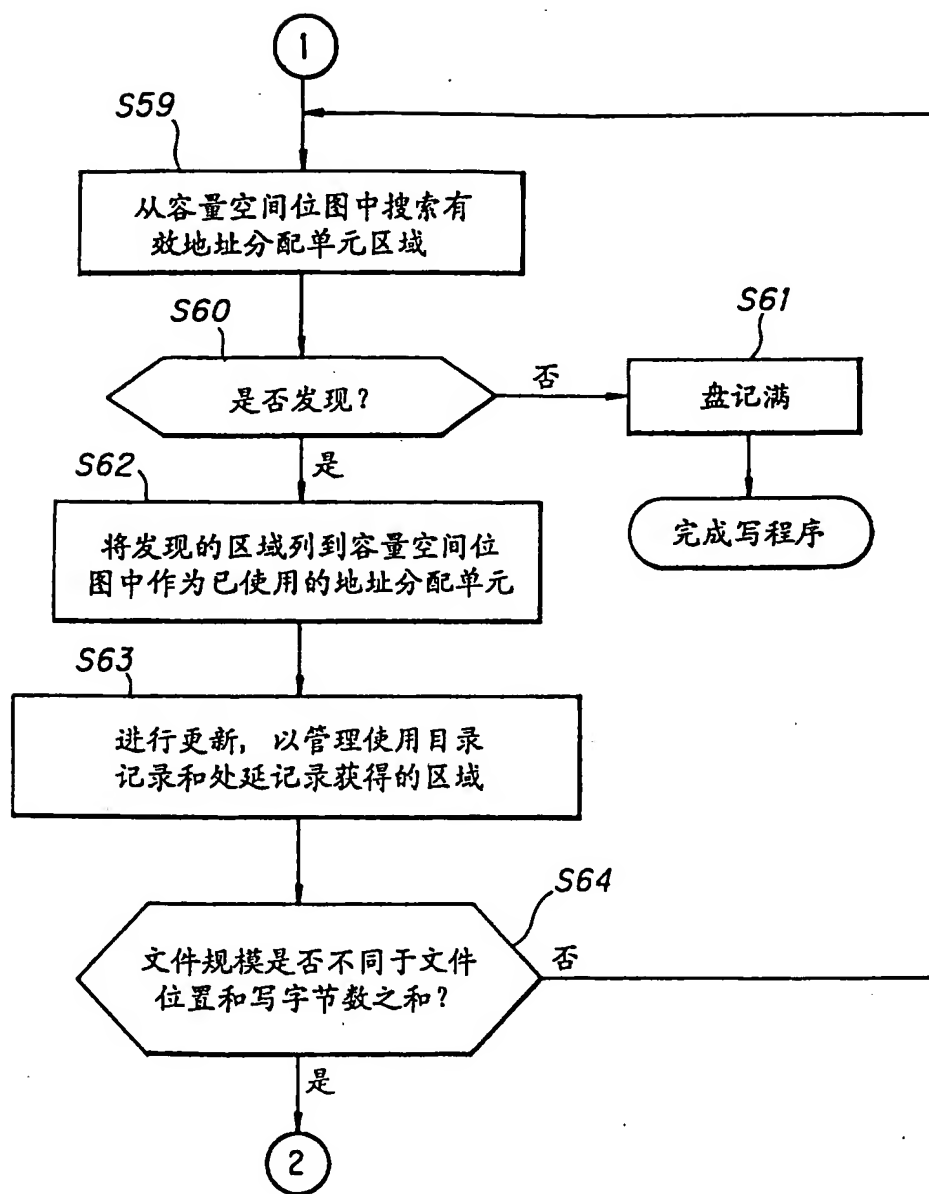 1
S59
从容量空间位图中搜索有
效地址分配单元区域
S60
是否发现？
否
S61
盘记满
是
完成写程序
S62
将发现的区域列到容量空间位
图中作为已使用的地址分配单元
S63
进行更新，以管理使用目录
记录和处延记录获得的区域
S64
文件规模是否不同于文件
位置和写字节数之和？
否
是
2